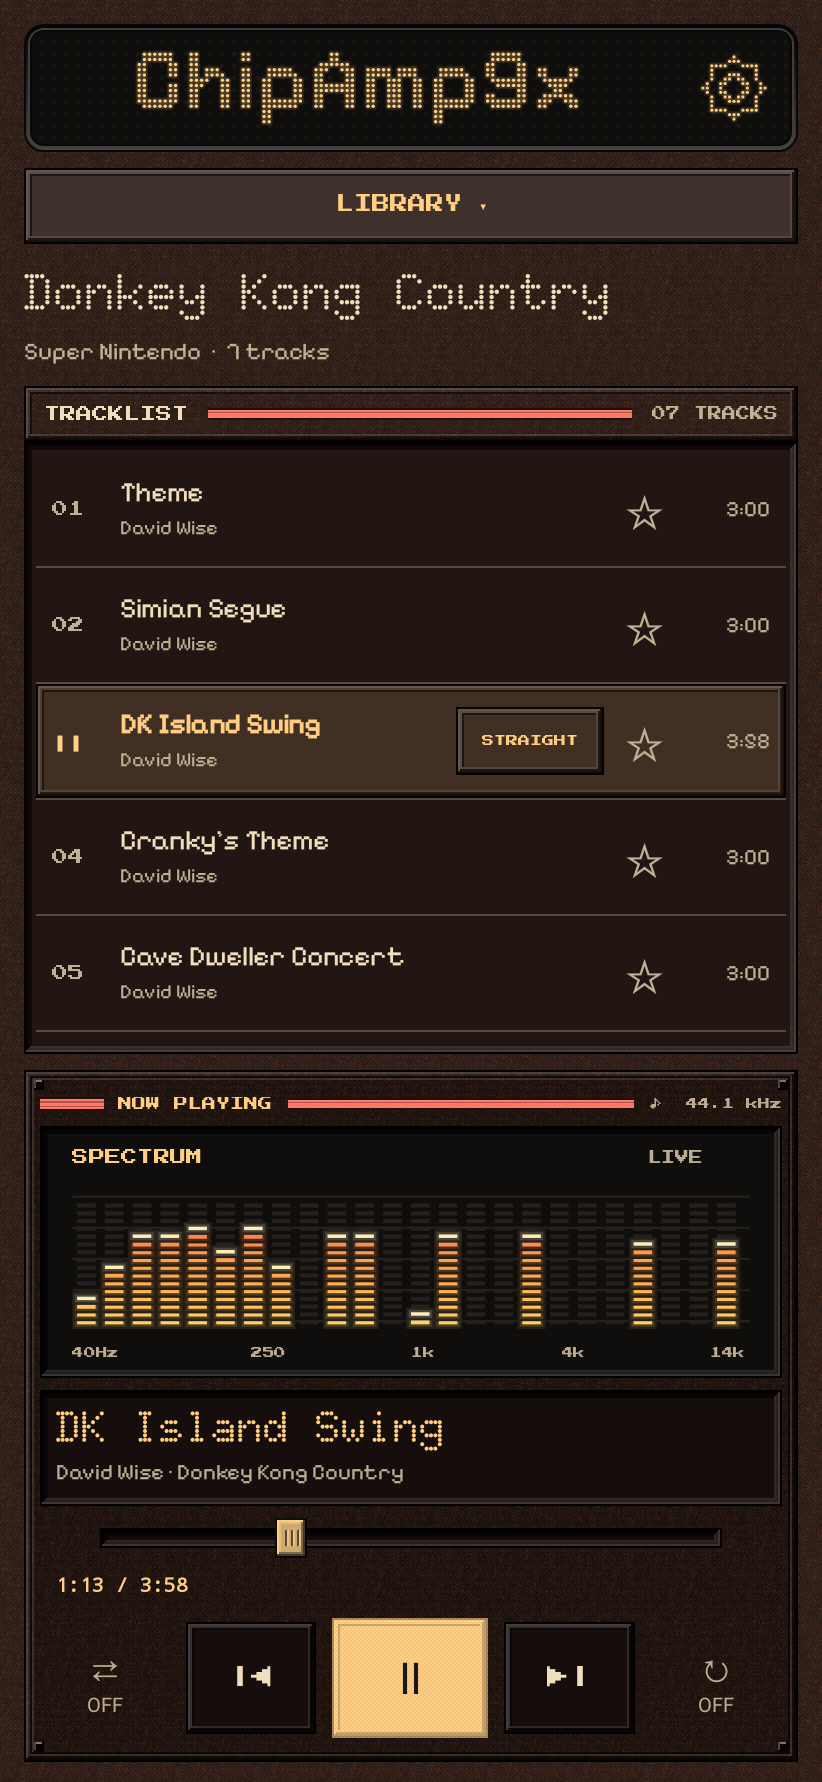 ChipAmp9x
LIBRARY ▾
Donkey Kong Country
Super Nintendo · 7 tracks
TRACKLIST 07 TRACKS
01 Theme 3:00
David Wise
02 Simian Segue 3:00
David Wise
DK Island Swing STRAIGHT 3:58
David Wise
04 Cranky's Theme 3:00
David Wise
05 Cave Dweller Concert 3:00
David Wise
NOW PLAYING ♪ 44.1 kHz
SPECTRUM LIVE
40Hz 250 1k 4k 14k
DK Island Swing
David Wise · Donkey Kong Country
1:13 / 3:58
OFF OFF